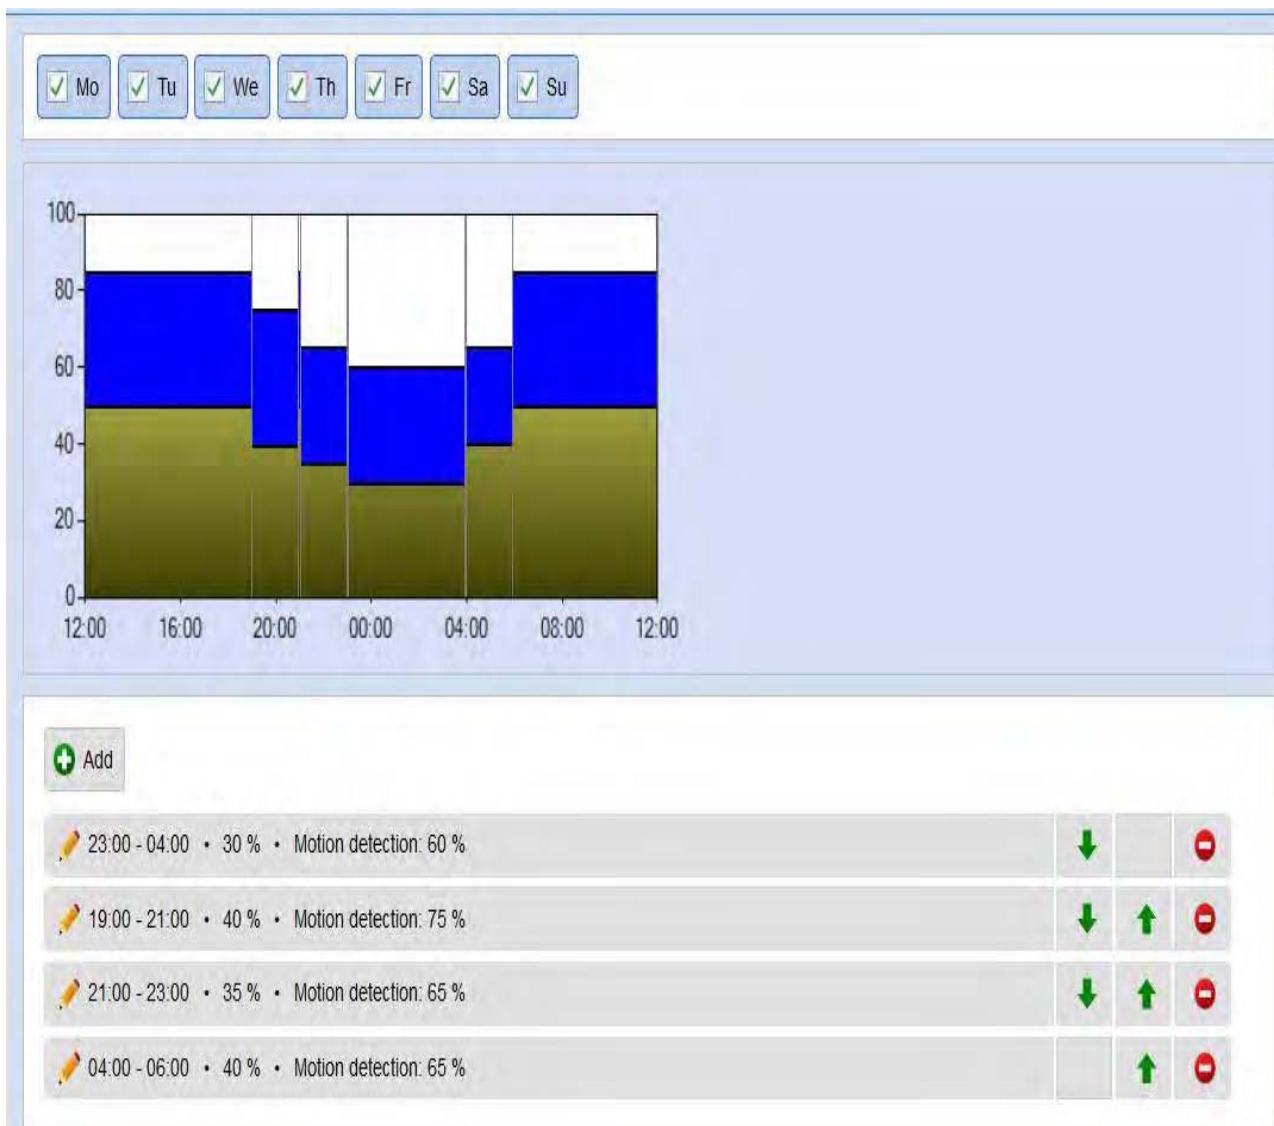 Mo Tu We Th Fr Sa Su
100
80
60
40
20
0
12:00 16:00 20:00 00:00 04:00 08:00 12:00
Add
23:00 - 04:00 • 30 % • Motion detection: 60 %
19:00 - 21:00 • 40 % • Motion detection: 75 %
21:00 - 23:00 • 35 % • Motion detection: 65 %
04:00 - 06:00 • 40 % • Motion detection: 65 %